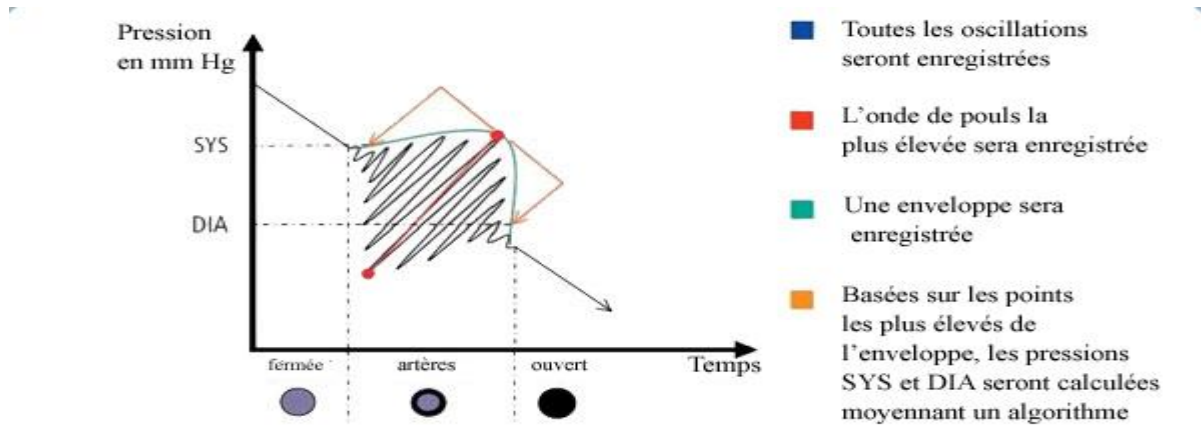 Pression
en mm Hg
SYS
DIA
fermée
artères
ouvert
Temps
Toutes les oscillations
seront enregistrées
L'onde de pouls la
plus élevée sera enregistrée
Une enveloppe sera
enregistrée
Basées sur les points
les plus élevés de
l'enveloppe, les pressions
SYS et DIA seront calculées
moyennant un algorithme